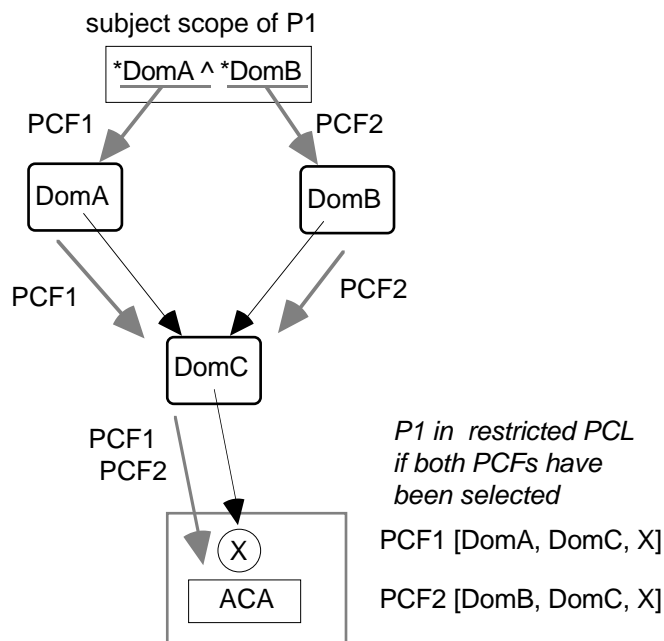 subject scope of P1
*DomA ^ *DomB
PCF1
PCF2
DomA
DomB
PCF1
PCF2
DomC
PCF1
PCF2
P1 in restricted PCL
if both PCFs have
been selected
X
PCF1 [DomA, DomC, X]
ACA
PCF2 [DomB, DomC, X]